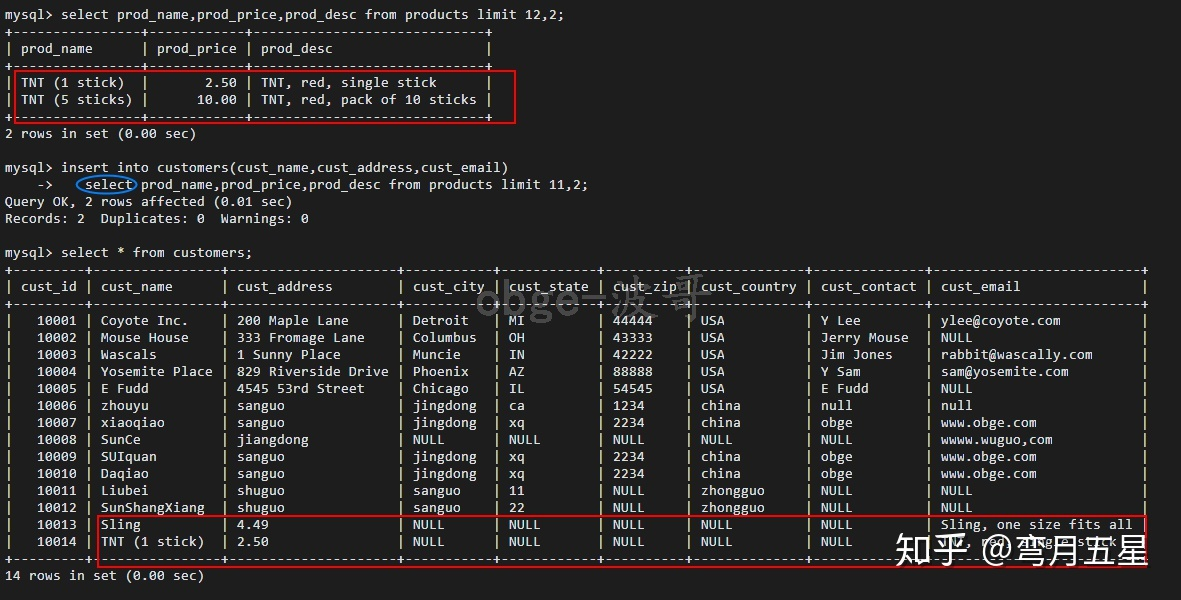 mysql> select prod_name,prod_price,prod_desc from products limit 12,2;
+---------------+------------+-----------------------------+
| prod_name     | prod_price | prod_desc                   |
+---------------+------------+-----------------------------+
| TNT (1 stick)  |       2.50 | TNT, red, single stick      |
| TNT (5 sticks) |      10.00 | TNT, red, pack of 10 sticks |
+---------------+------------+-----------------------------+
2 rows in set (0.00 sec)
mysql> insert into customers(cust_name,cust_address,cust_email)
    ->    select prod_name,prod_price,prod_desc from products limit 11,2;
Query OK, 2 rows affected (0.01 sec)
Records: 2  Duplicates: 0  Warnings: 0
mysql> select * from customers;
| cust_id | cust_name      | cust_address        | cust_city | cust_state | cust_zip | cust_country | cust_contact | cust_email              |
obge-波哥
|   10001 | Coyote Inc.    | 200 Maple Lane      | Detroit   | MI         | 44444    | USA          | Y Lee        | ylee@coyote.com         |
|   10002 | Mouse House    | 333 Fromage Lane    | Columbus  | OH         | 43333    | USA          | Jerry Mouse  | NULL                    |
|   10003 | Wascals        | 1 Sunny Place       | Muncie    | IN         | 42222    | USA          | Jim Jones    | rabbit@wascally.com     |
|   10004 | Yosemite Place | 829 Riverside Drive | Phoenix   | AZ         | 88888    | USA          | Y Sam        | sam@yosemite.com        |
|   10005 | E Fudd         | 4545 53rd Street    | Chicago   | IL         | 54545    | USA          | E Fudd       | NULL                    |
|   10006 | zhouyu         | sanguo              | jingdong  | ca         | 1234     | china        | null         | null                    |
|   10007 | xiaoqiao       | sanguo              | jingdong  | xq         | 2234     | china        | obge         | www.obge.com            |
|   10008 | SunCe          | jiangdong           | NULL      | NULL       | NULL     | NULL         | NULL         | wwww.wuguo,com          |
|   10009 | SUIquan        | sanguo              | jingdong  | xq         | 2234     | china        | obge         | www.obge.com            |
|   10010 | Daqiao         | sanguo              | jingdong  | xq         | 2234     | china        | obge         | www.obge.com            |
|   10011 | Liubei         | shuguo              | sanguo    | 11         | NULL     | zhongguo     | NULL         | NULL                    |
|   10012 | SunShangXiang  | shuguo              | sanguo    | 22         | NULL     | zhongguo     | NULL         | NULL                    |
|   10013 | Sling          | 4.49                | NULL      | NULL       | NULL     | NULL         | NULL         | Sling, one size fits all |
|   10014 | TNT (1 stick)  | 2.50                | NULL      | NULL       | NULL     | NULL         | NULL         | TNT, red, single stick  |
知乎 @弯月五星
14 rows in set (0.00 sec)